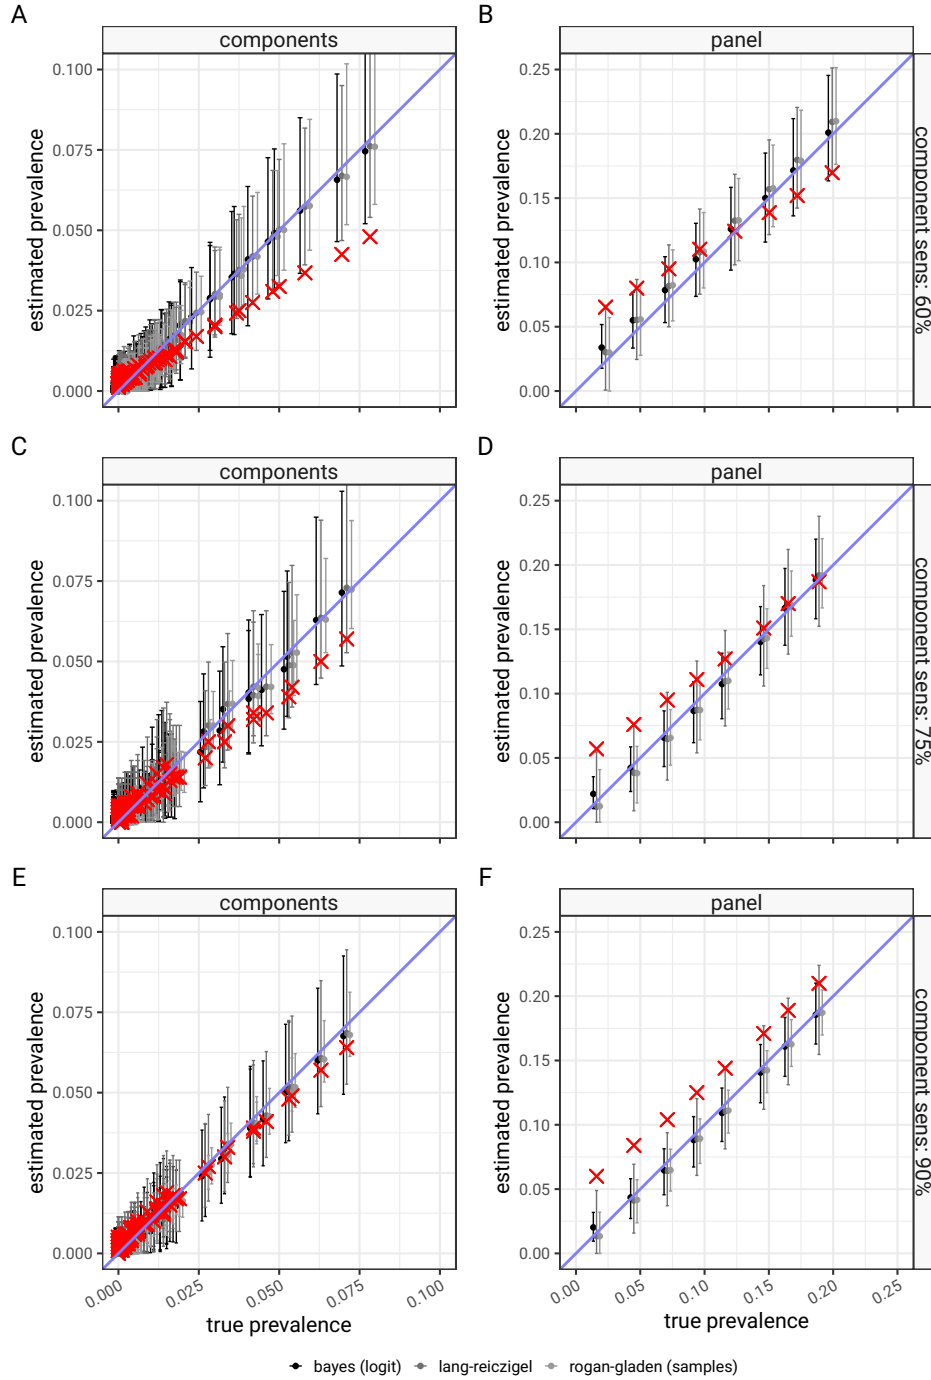 A
B
components
panel
0.100
0.075
0.050
0.025
0.000
estimated prevalence
0.25
0.20
0.15
0.10
0.05
0.00
estimated prevalence
component sens: 60%
C
D
components
panel
0.100
0.075
0.050
0.025
0.000
estimated prevalence
0.25
0.20
0.15
0.10
0.05
0.00
estimated prevalence
component sens: 75%
E
F
components
panel
0.100
0.075
0.050
0.025
0.000
estimated prevalence
0.25
0.20
0.15
0.10
0.05
0.00
estimated prevalence
component sens: 90%
0.000 0.025 0.050 0.075 0.100
true prevalence
0.00 0.05 0.10 0.15 0.20 0.25
true prevalence
bayes (logit) lang-reiczigel rogan-gladen (samples)